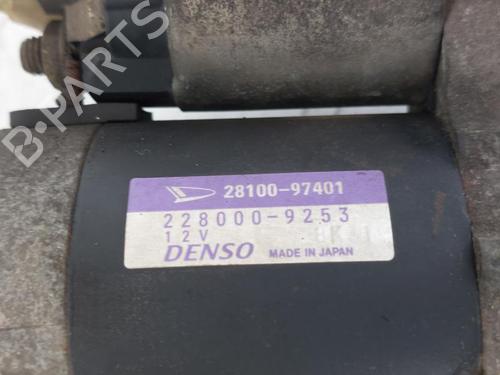 B-PARTS
28100-97401
228000-9253
12V
DENSO MADE IN JAPAN